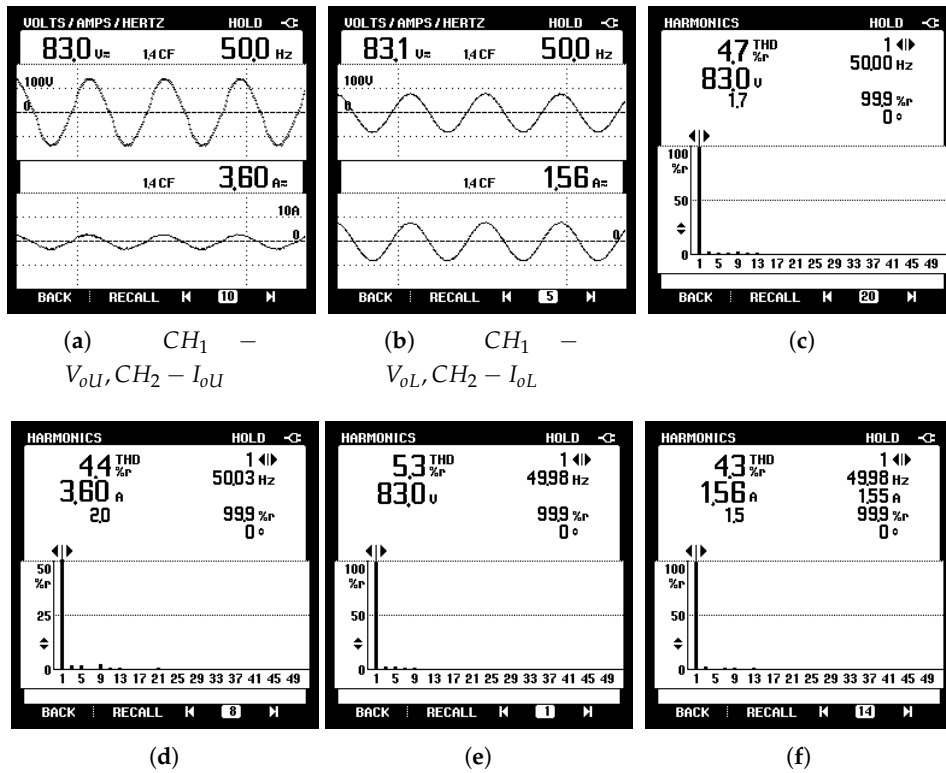 VOLTS / AMPS / HERTZ HOLD
83.0 V≂ 1.4 CF 50.0 Hz
100V
0
1.4 CF 3.60 A≂
10A
0
BACK RECALL 10
(a) CH1 − VoU, CH2 − IoU
VOLTS / AMPS / HERTZ HOLD
83.1 V≂ 1.4 CF 50.0 Hz
100V
0
1.4 CF 1.56 A≂
0
BACK RECALL 5
(b) CH1 − VoL, CH2 − IoL
HARMONICS HOLD
4.7 THD %r 1
50.00 Hz
83.0 V
1.7 99.9 %r
0 °
100
%r
50
0
1 5 9 13 17 21 25 29 33 37 41 45 49
BACK RECALL 20
(c)
HARMONICS HOLD
4.4 THD %r 1
50.03 Hz
3.60 A
2.0 99.9 %r
0 °
50
%r
25
0
1 5 9 13 17 21 25 29 33 37 41 45 49
BACK RECALL 8
(d)
HARMONICS HOLD
5.3 THD %r 1
49.98 Hz
83.0 V
99.9 %r
0 °
100
%r
50
0
1 5 9 13 17 21 25 29 33 37 41 45 49
BACK RECALL 1
(e)
HARMONICS HOLD
4.3 THD %r 1
49.98 Hz
1.56 A 1.55 A
1.5 99.9 %r
0 °
100
%r
50
0
1 5 9 13 17 21 25 29 33 37 41 45 49
BACK RECALL 14
(f)